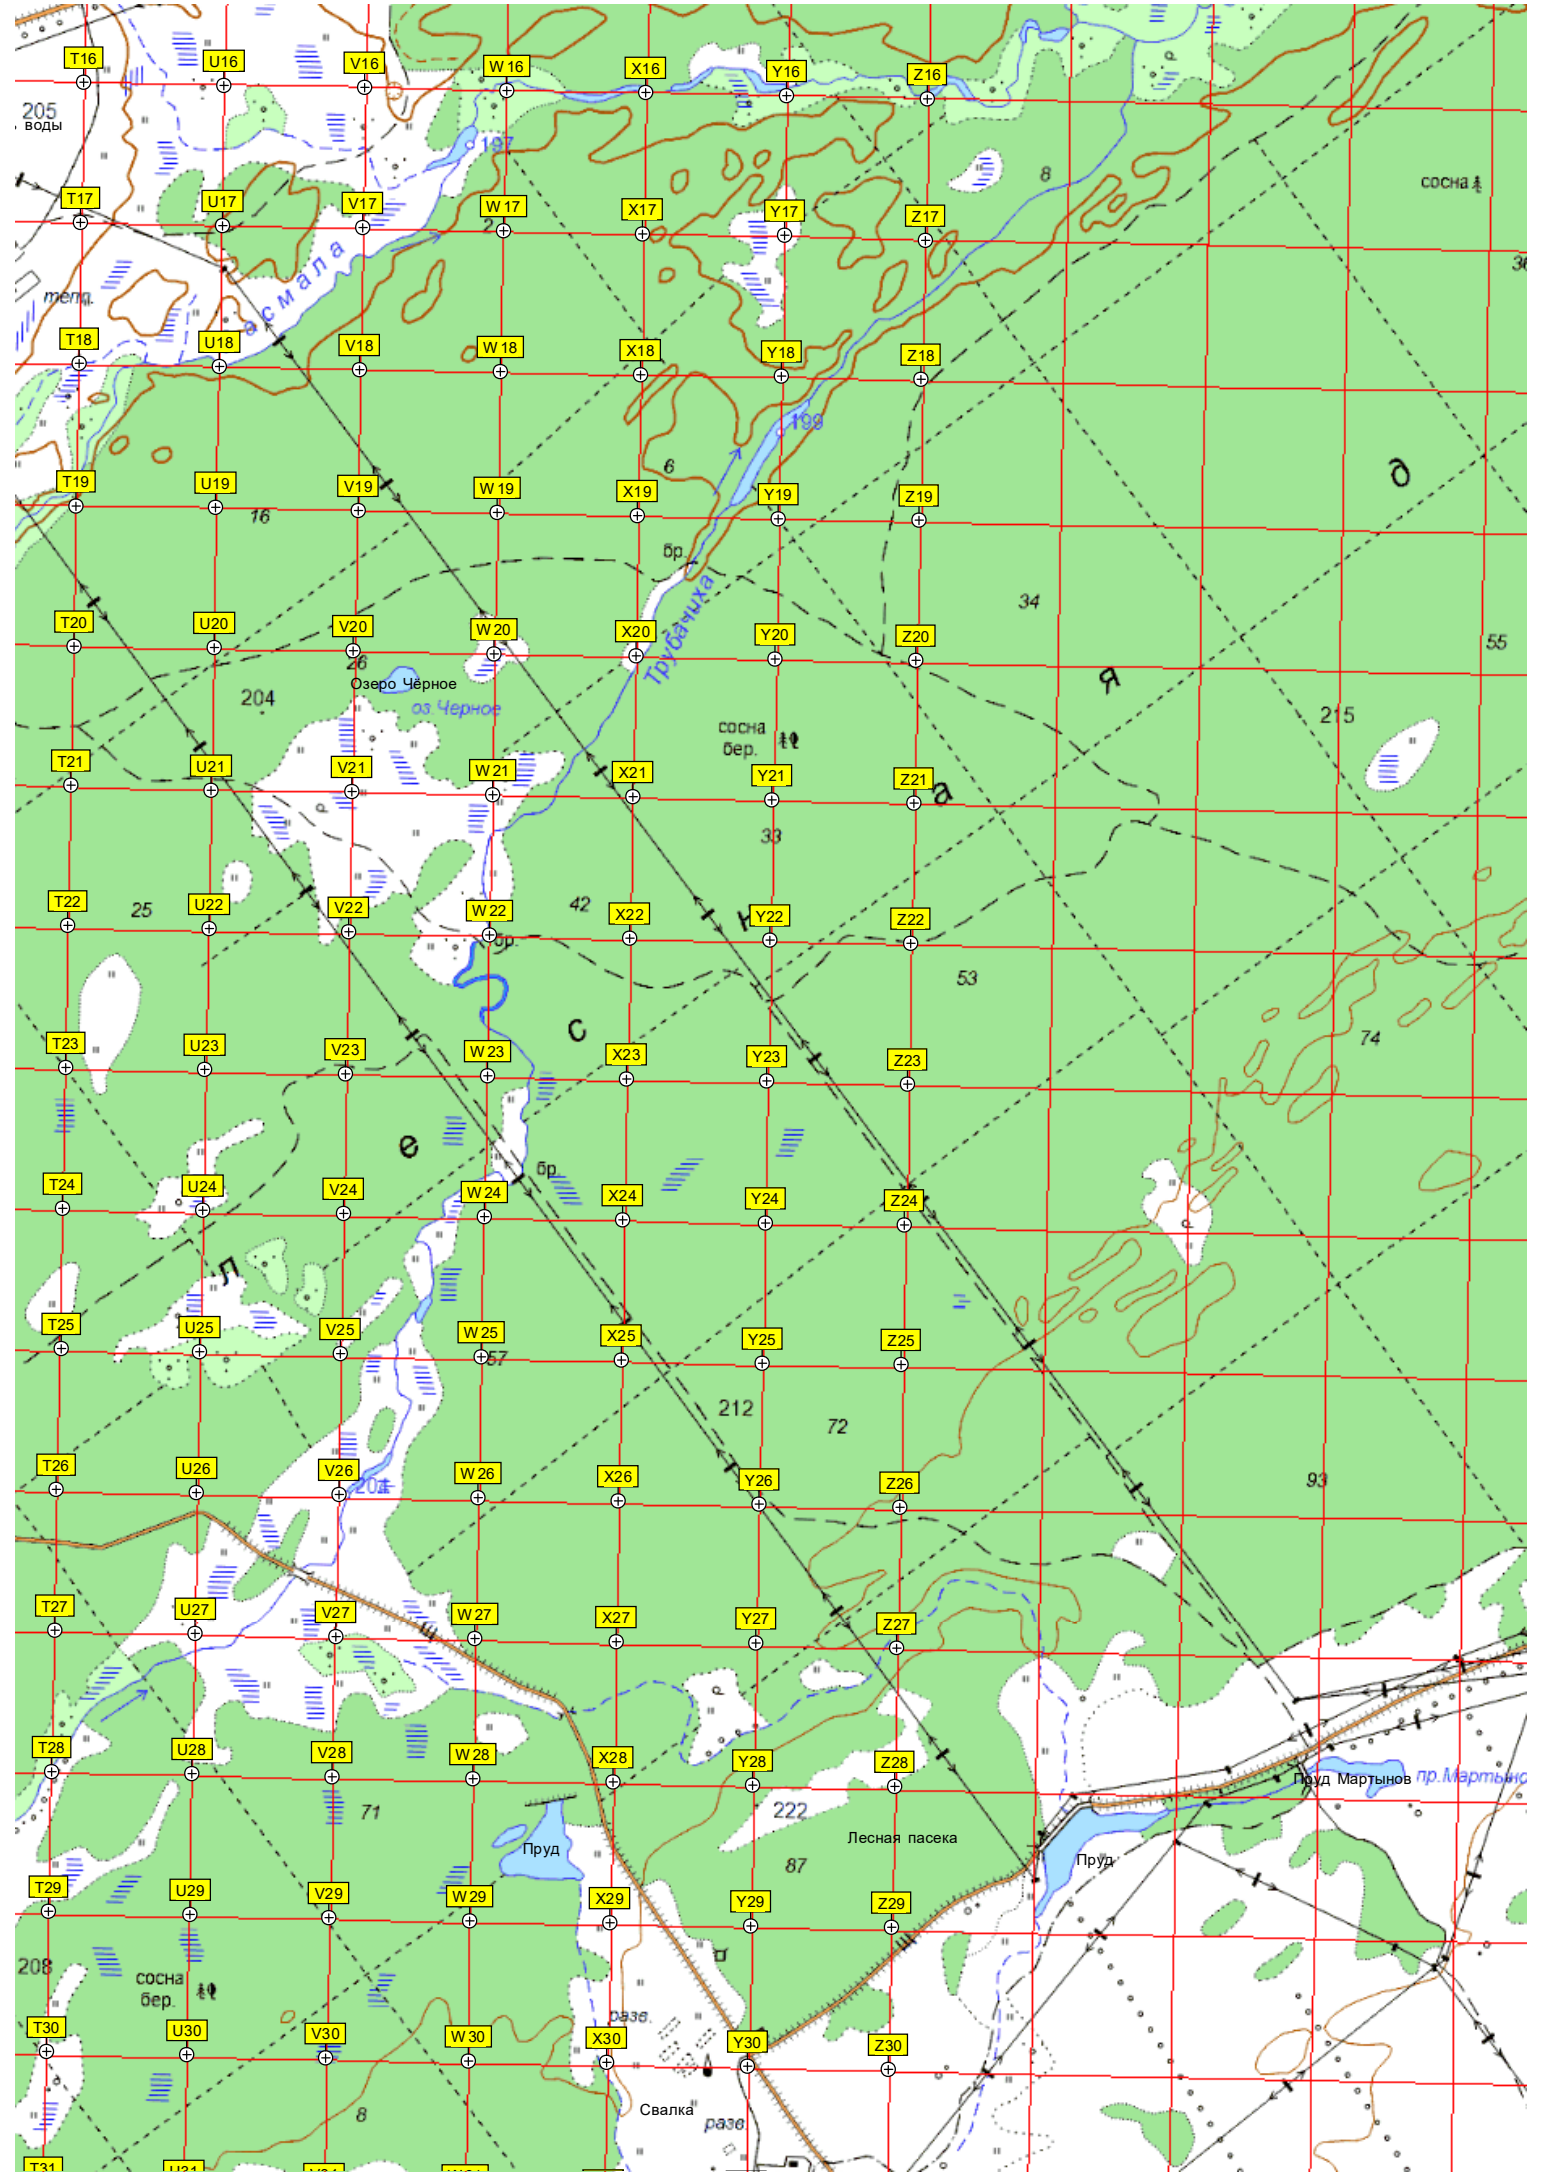 T16 U16 V16 W16 X16 Y16 Z16
205
воды
197
8
сосна
T17 U17 V17 W17 X17 Y17 Z17
2
асмала
36
тепл.
T18 U18 V18 W18 X18 Y18 Z18
199
6
д
T19 U19 V19 W19 X19 Y19 Z19
16
бр.
Трубачиха
34
T20 U20 V20 W20 X20 Y20 Z20
55
26
Озеро Чёрное
204
оз.Черное
я
215
сосна
бер.
T21 U21 V21 W21 X21 Y21 Z21
а
33
T22 U22 V22 W22 X22 Y22 Z22
25
42
н
бр.
53
с
74
T23 U23 V23 W23 X23 Y23 Z23
е
бр.
T24 U24 V24 W24 X24 Y24 Z24
л
T25 U25 V25 W25 X25 Y25 Z25
57
212
72
T26 U26 V26 W26 X26 Y26 Z26
93
T27 U27 V27 W27 X27 Y27 Z27
T28 U28 V28 W28 X28 Y28 Z28
Пруд Мартынов
пр.Мартыно
71
222
Лесная пасека
Пруд
Пруд
87
T29 U29 V29 W29 X29 Y29 Z29
208
сосна
бер.
разв.
T30 U30 V30 W30 X30 Y30 Z30
8
Свалка
разв.
T31 U31